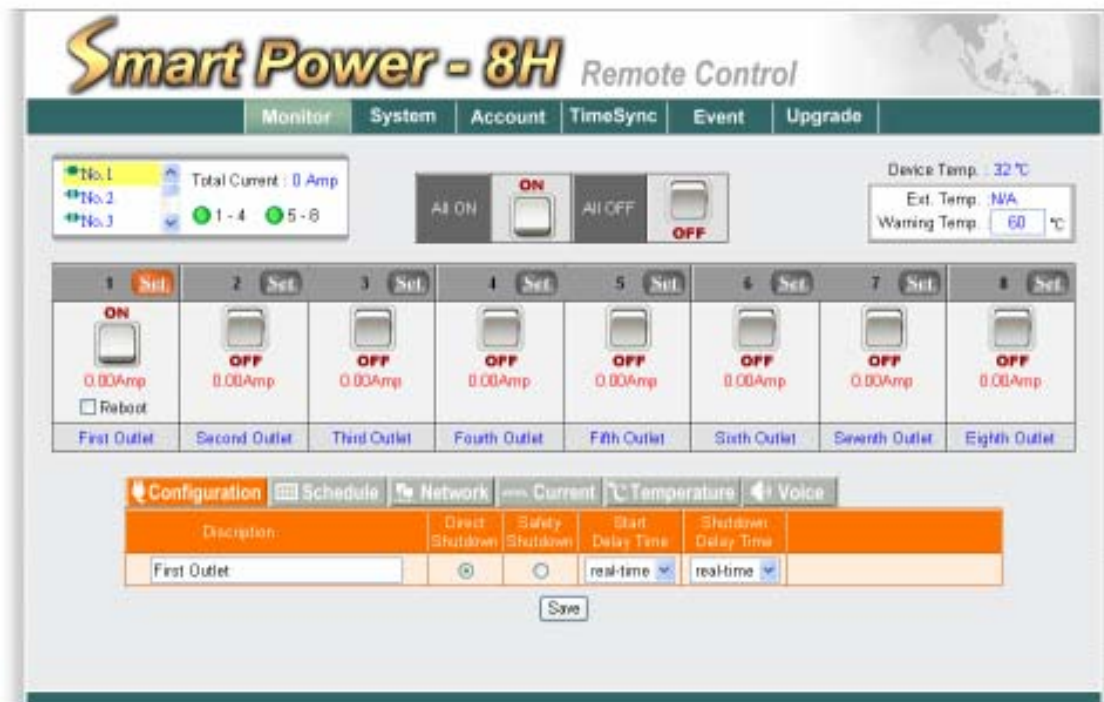 Smart Power - 8H Remote Control
Monitor System Account TimeSync Event Upgrade
No.1
No.2
No.3
Total Current : 0 Amp
1 - 4 5 - 8
All ON
ON
All OFF
OFF
Device Temp. : 32 ℃
Ext. Temp. :N/A
Warning Temp. 60 ℃
1 Set. 2 Set. 3 Set. 4 Set. 5 Set. 6 Set. 7 Set. 8 Set.
ON OFF OFF OFF OFF OFF OFF OFF
0.00Amp 0.00Amp 0.00Amp 0.00Amp 0.00Amp 0.00Amp 0.00Amp 0.00Amp
Reboot
First Outlet Second Outlet Third Outlet Fourth Outlet Fifth Outlet Sixth Outlet Seventh Outlet Eighth Outlet
Configuration Schedule Network Current ℃ Temperature Voice
Discription Direct Shutdown Safety Shutdown Start Delay Time Shutdown Delay Time
First Outlet real-time real-time
Save